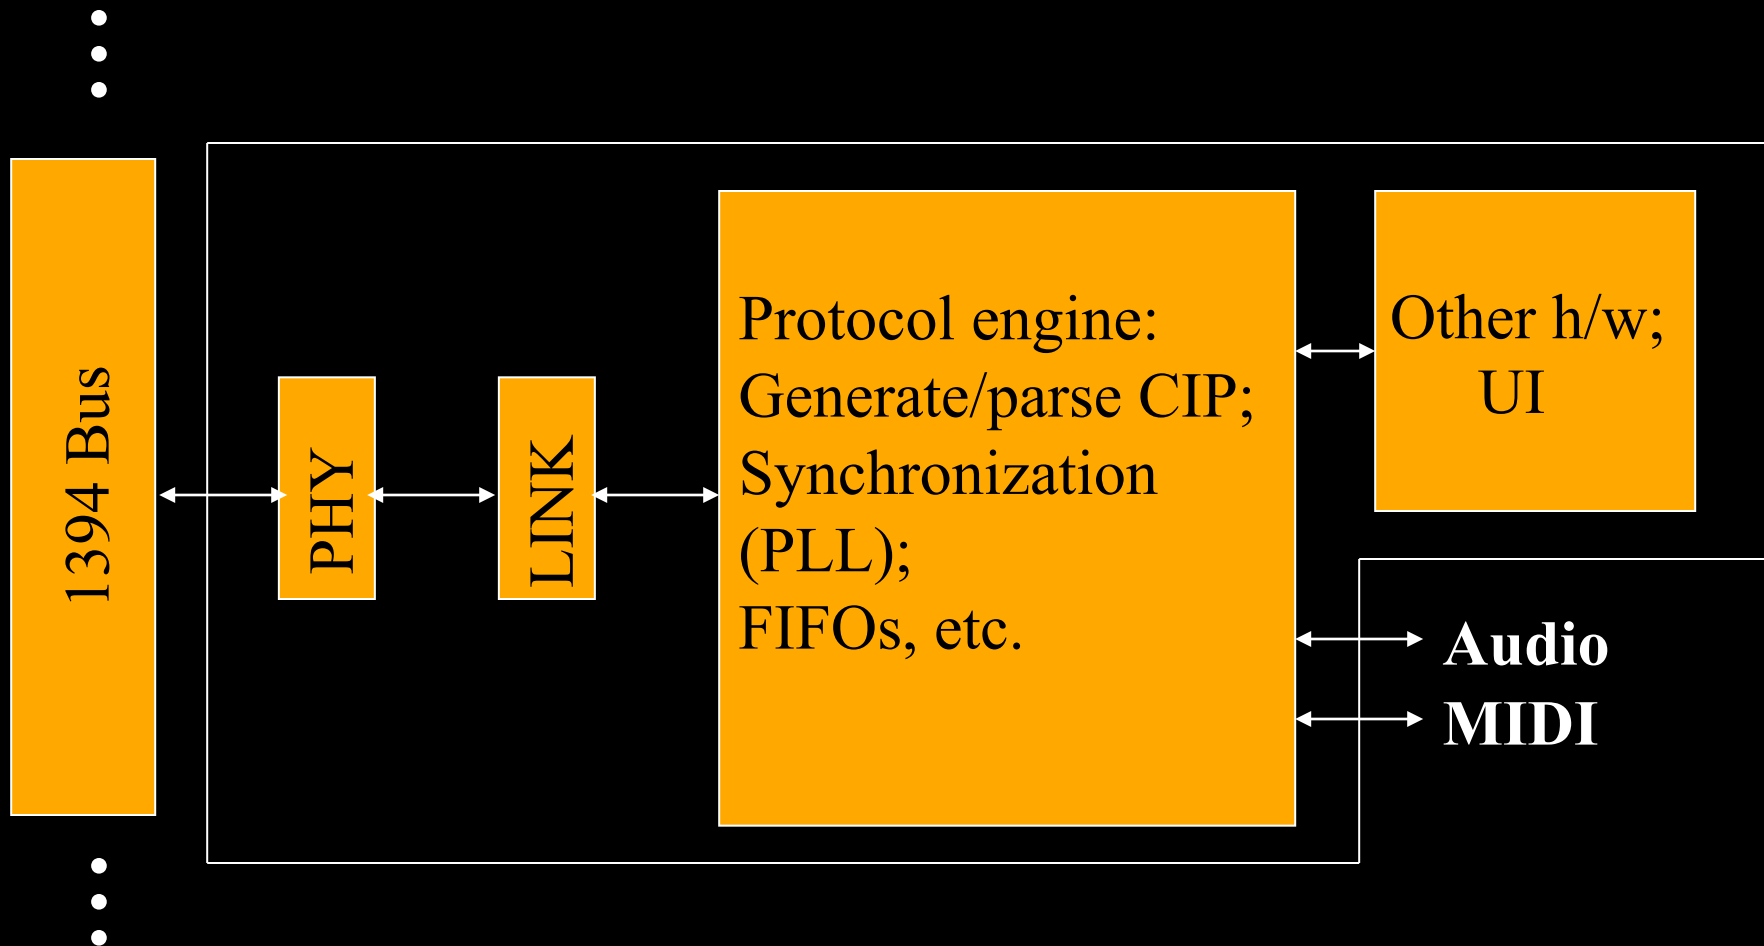 1394 Bus
PHY
LINK
Protocol engine:
Generate/parse CIP;
Synchronization
(PLL);
FIFOs, etc.
Other h/w;
UI
Audio
MIDI